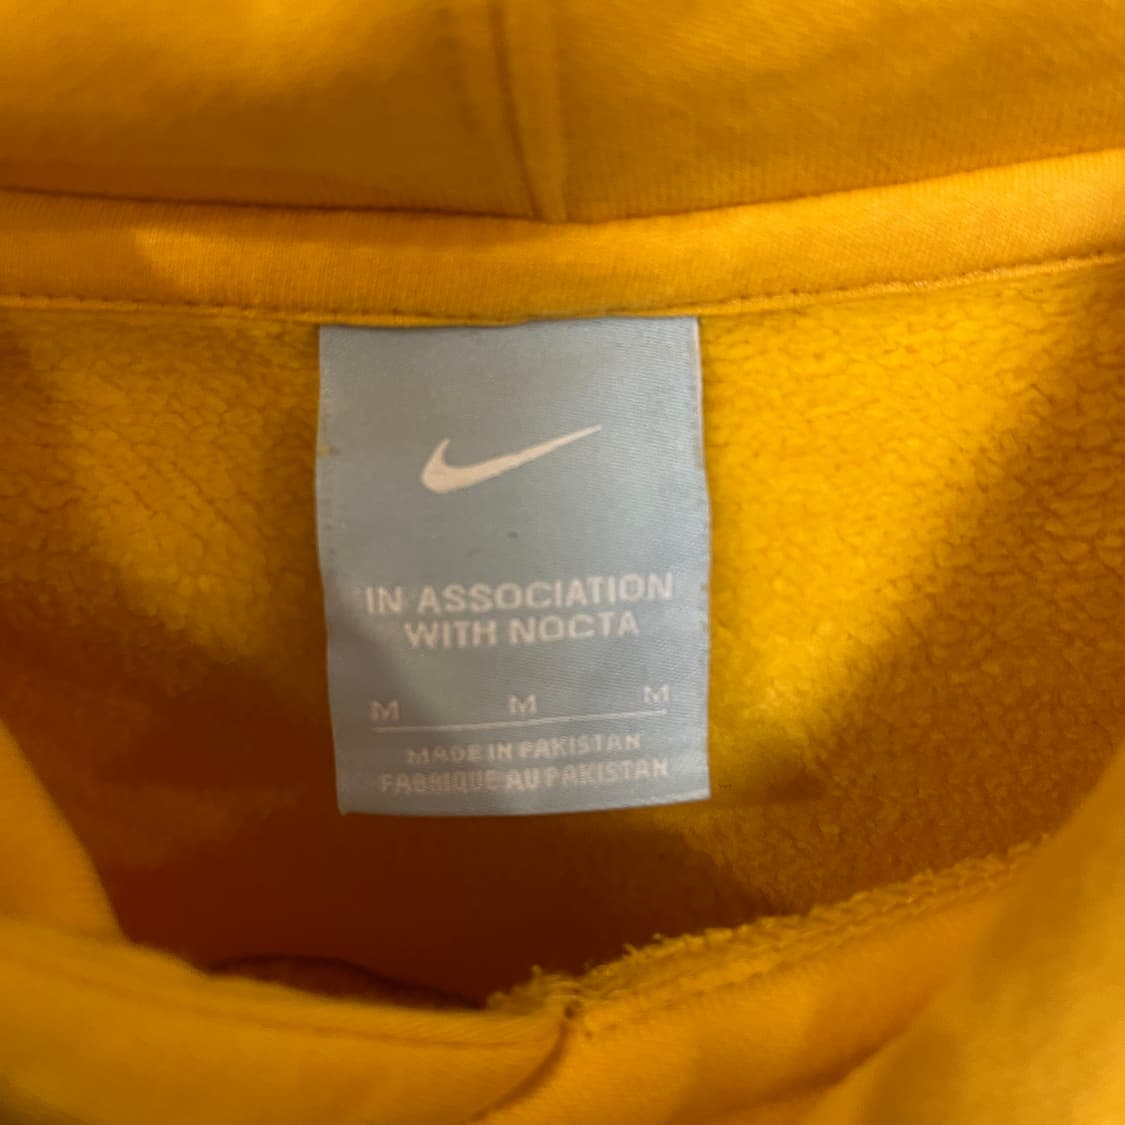 IN ASSOCIATION
WITH NOCTA
M M M
MADE IN PAKISTAN
FABRIQUE AU PAKISTAN